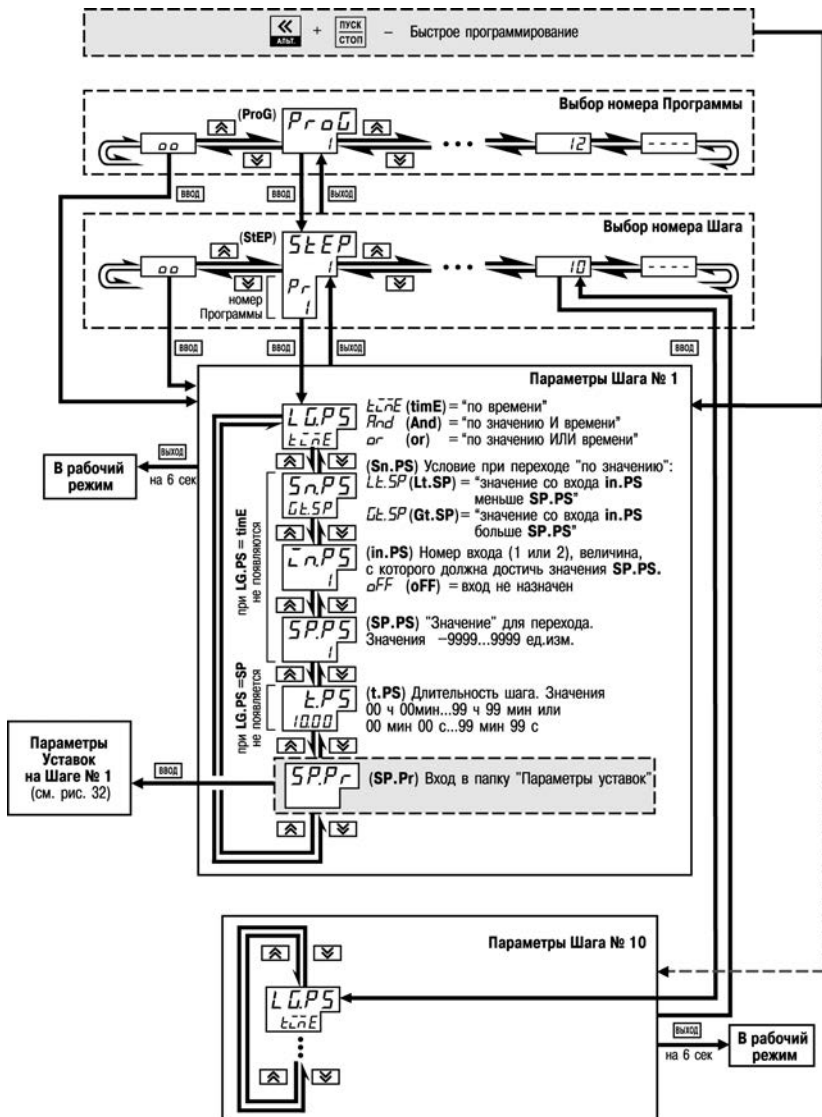 АЛЬТ. + ПУСК СТОП – Быстрое программирование
Выбор номера Программы
(ProG) ProG
oo 1 • • • 12 - - - -
ВВОД ВВОД ВЫХОД
Выбор номера Шага
(StEP) StEP
oo 1 • • • 10 - - - -
номер Pr
Программы 1
ВВОД ВВОД ВЫХОД ВВОД
Параметры Шага № 1
LG.PS timE (timE) = "по времени"
timE And (And) = "по значению И времени"
or (or) = "по значению ИЛИ времени"
ВЫХОД
на 6 сек
В рабочий
режим
при LG.PS = timE
не появляются
Sn.PS
Gt.SP
(Sn.PS) Условие при переходе "по значению":
Lt.SP (Lt.SP) = "значение со входа in.PS
меньше SP.PS"
Gt.SP (Gt.SP)= "значение со входа in.PS
больше SP.PS"
in.PS
1
(in.PS) Номер входа (1 или 2), величина,
с которого должна достичь значения SP.PS.
oFF (oFF) = вход не назначен
SP.PS
1
(SP.PS) "Значение" для перехода.
Значения –9999...9999 ед.изм.
при LG.PS =SP
не появляется
t.PS
10.00
(t.PS) Длительность шага. Значения
00 ч 00мин...99 ч 99 мин или
00 мин 00 с...99 мин 99 с
Параметры
Уставок
на Шаге № 1
(см. рис. 32)
ВВОД
SP.Pr
(SP.Pr) Вход в папку "Параметры уставок"
Параметры Шага № 10
LG.PS
timE
ВЫХОД
на 6 сек
В рабочий
режим